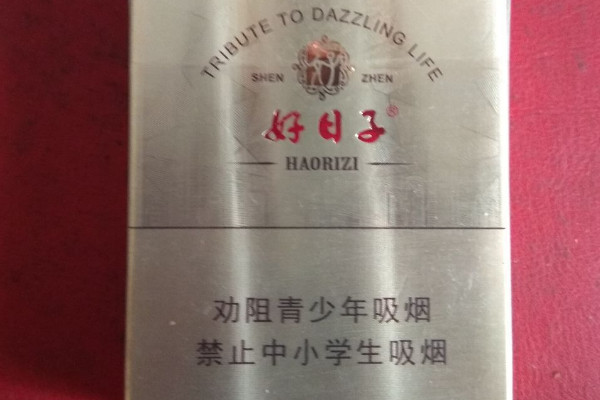 TRIBUTE TO DAZZLING LIFE
SHEN ZHEN
好日子®
HAORIZI
劝阻青少年吸烟
禁止中小学生吸烟